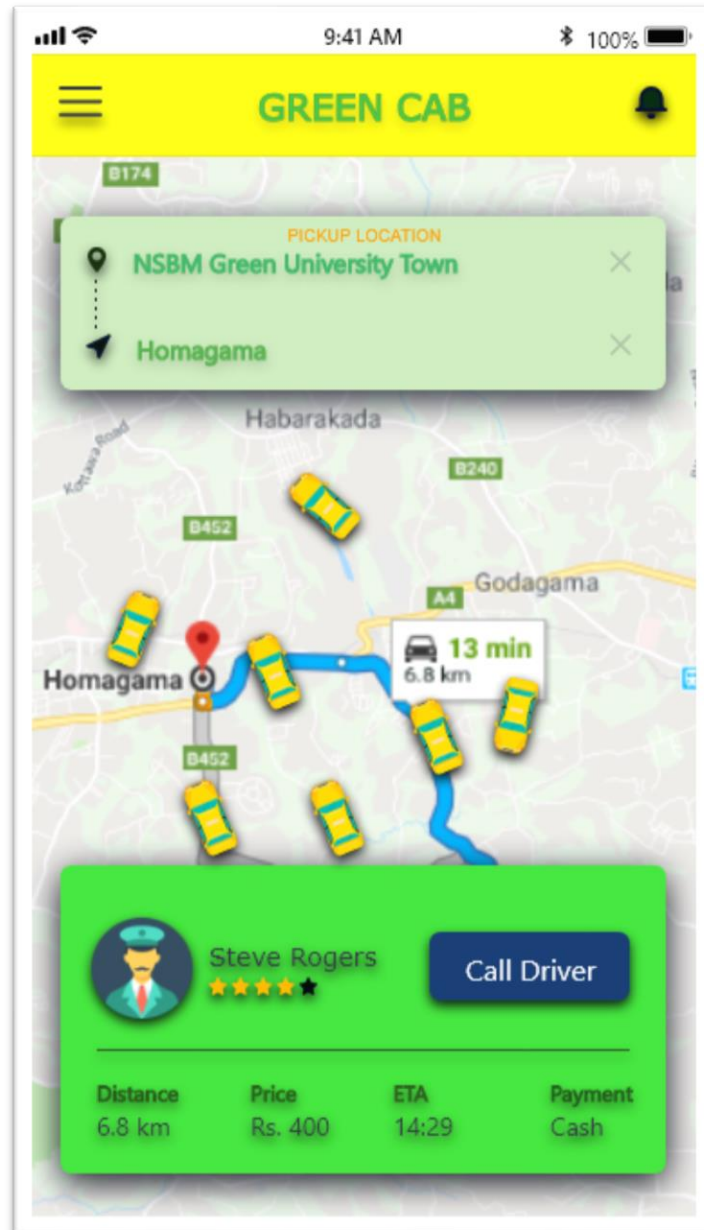 9:41 AM 100%
GREEN CAB
B174
PICKUP LOCATION
NSBM Green University Town
Homagama
Habarakada
Kottawa Road
B240
B452
Godagama
A4
13 min
6.8 km
Homagama
B452
Steve Rogers
Call Driver
Distance Price ETA Payment
6.8 km Rs. 400 14:29 Cash